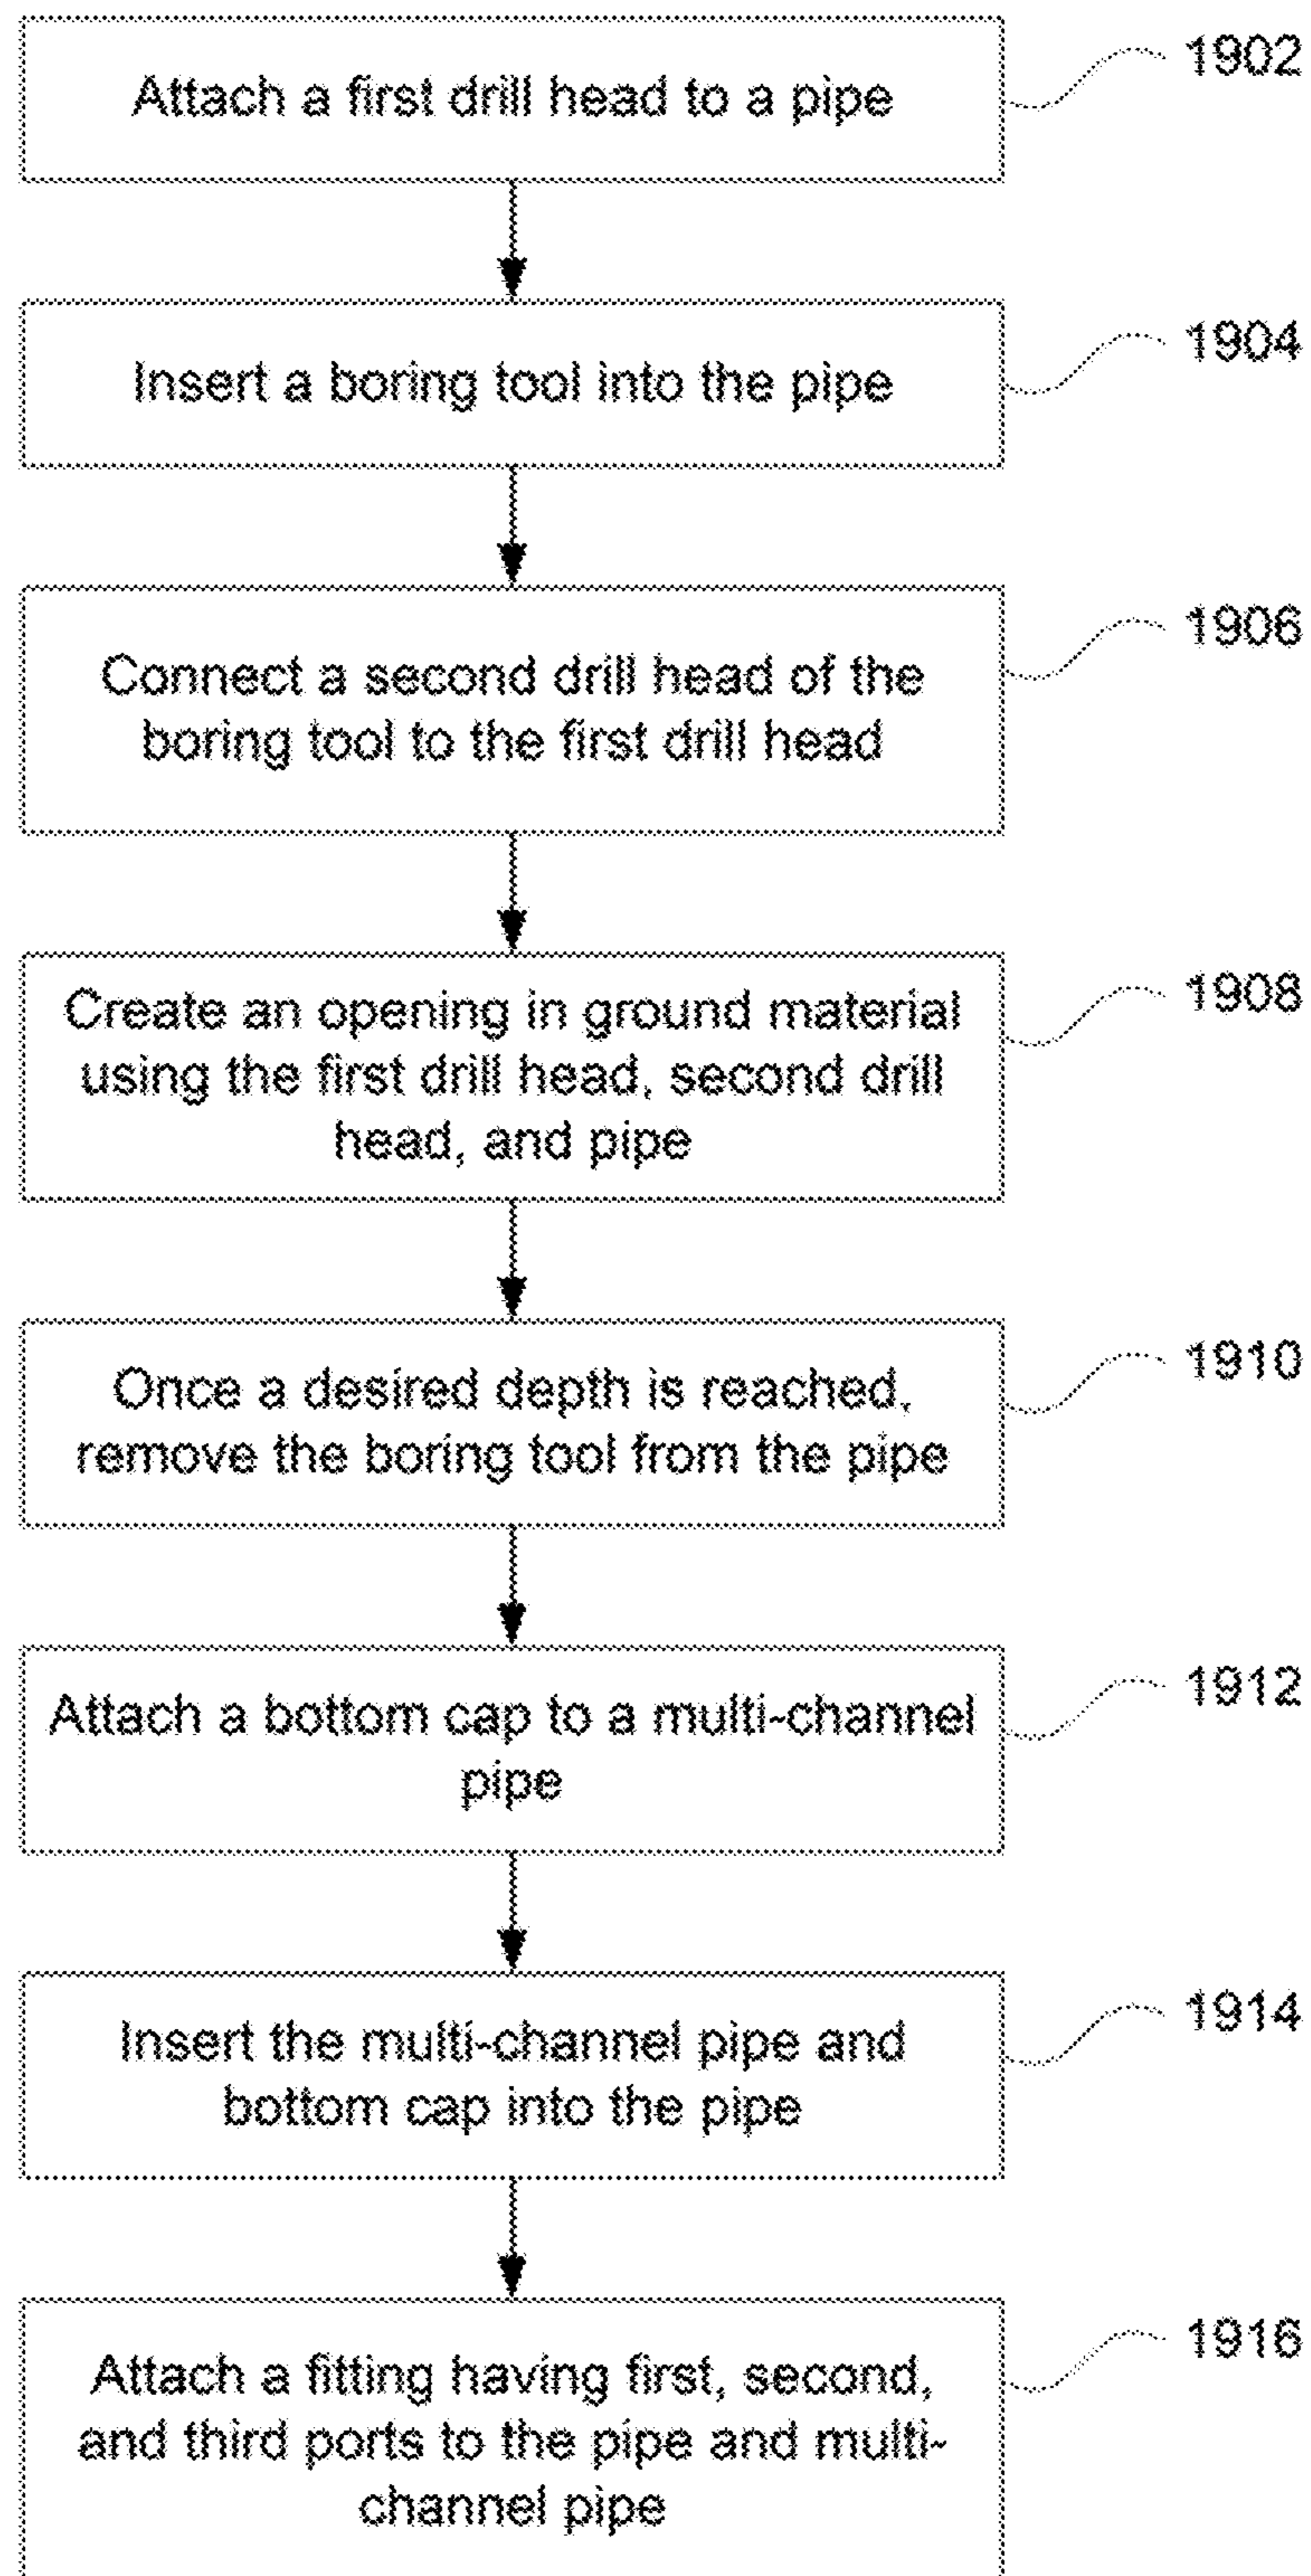 Attach a first drill head to a pipe
1902
Insert a boring tool into the pipe
1904
Connect a second drill head of the
boring tool to the first drill head
1906
Create an opening in ground material
using the first drill head, second drill
head, and pipe
1908
Once a desired depth is reached,
remove the boring tool from the pipe
1910
Attach a bottom cap to a multi-channel
pipe
1912
Insert the multi-channel pipe and
bottom cap into the pipe
1914
Attach a fitting having first, second,
and third ports to the pipe and multi-
channel pipe
1916